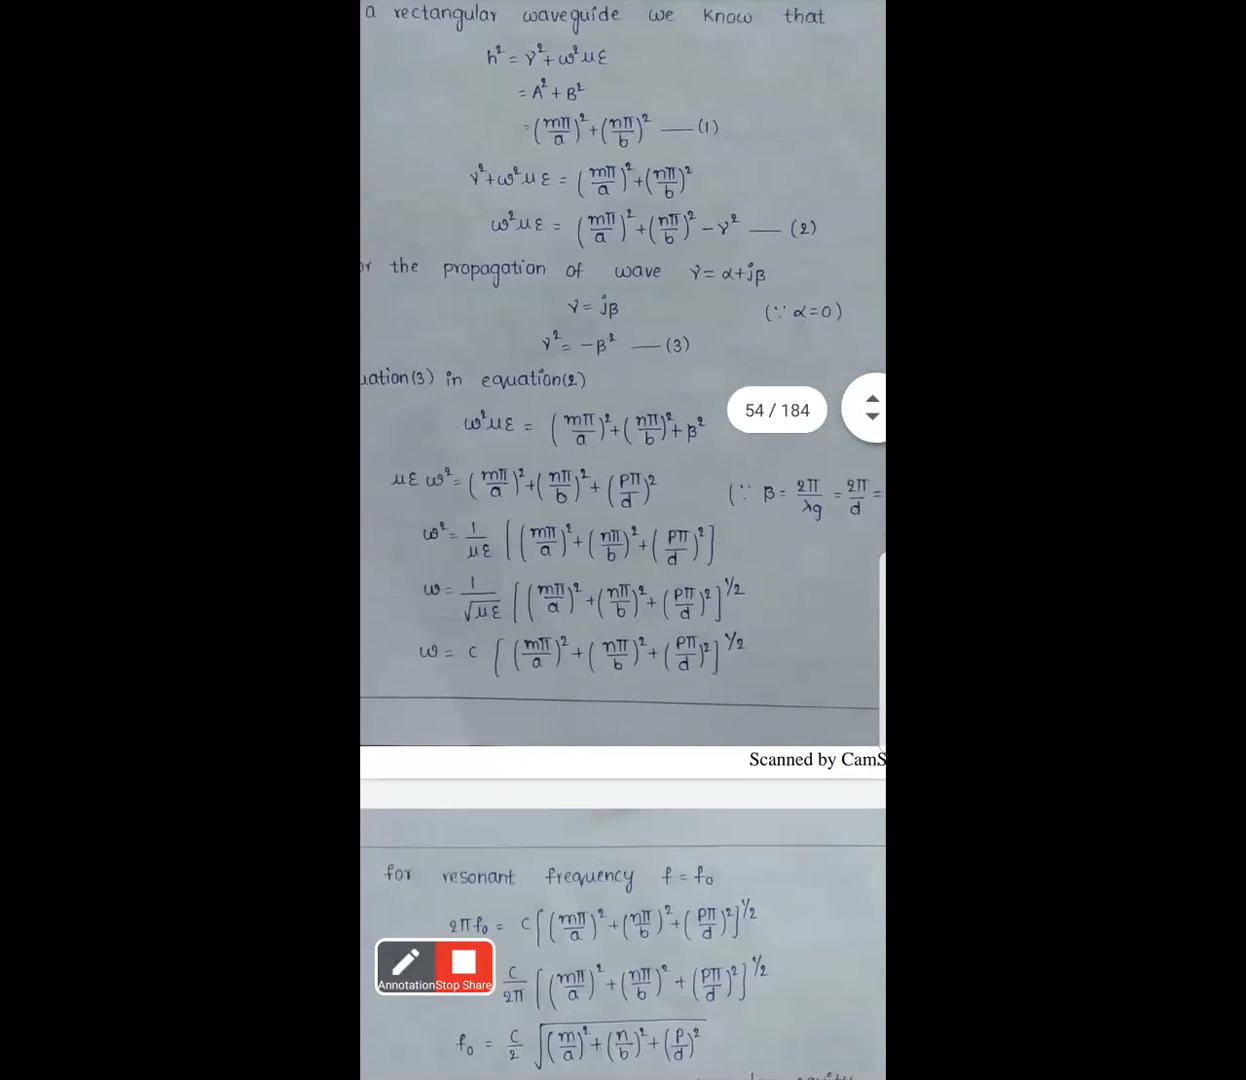 a rectangular waveguide we know that
h² = γ² + ω²με
= A² + B²
= (mπ/a)² + (nπ/b)² — (1)
γ² + ω²με = (mπ/a)² + (nπ/b)²
ω²με = (mπ/a)² + (nπ/b)² − γ² — (2)
or the propagation of wave γ = α + jβ
γ = jβ (∵ α = 0)
γ² = −β² — (3)
uation(3) in equation(2)
54 / 184
ω²με = (mπ/a)² + (nπ/b)² + β²
με ω² = (mπ/a)² + (nπ/b)² + (Pπ/d)² (∵ β = 2π/λg = 2π/d =
ω² = 1/με [(mπ/a)² + (nπ/b)² + (Pπ/d)²]
ω = 1/√με [(mπ/a)² + (nπ/b)² + (Pπ/d)²]^1/2
ω = c [(mπ/a)² + (nπ/b)² + (Pπ/d)²]^1/2
Scanned by CamS
for resonant frequency f = f₀
2πf₀ = c [(mπ/a)² + (nπ/b)² + (Pπ/d)²]^1/2
c/2π [(mπ/a)² + (nπ/b)² + (Pπ/d)²]^1/2
Annotation Stop Share
f₀ = c/2 √(m/a)² + (n/b)² + (P/d)²